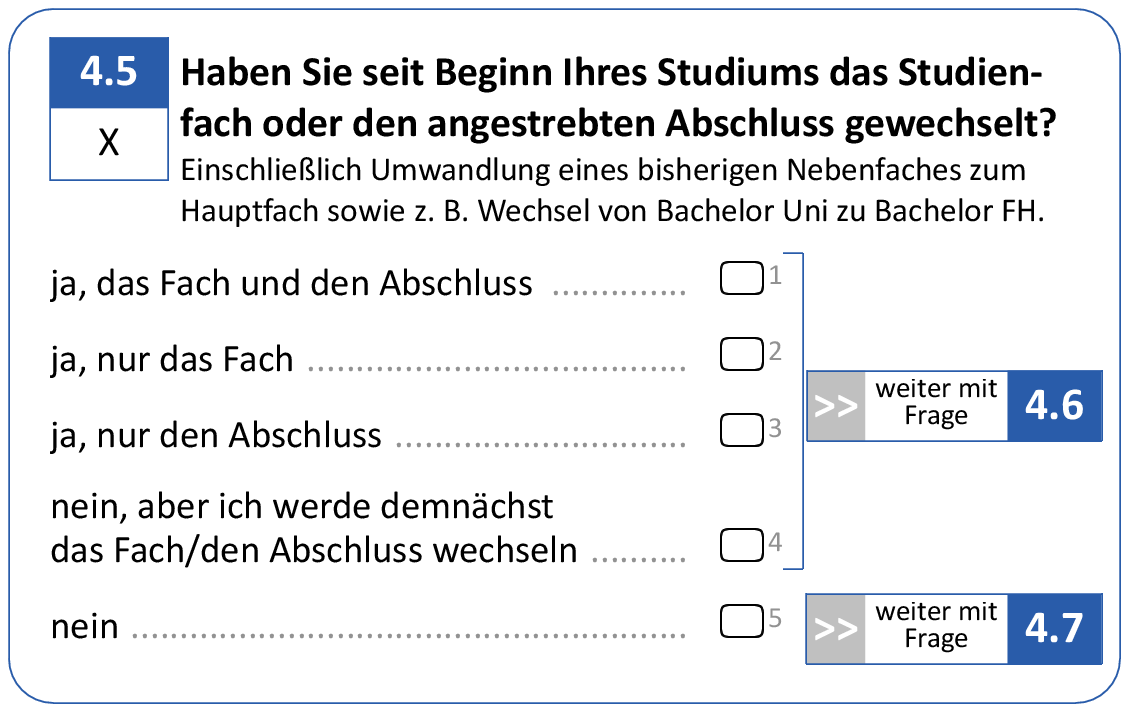 4.5
X
Haben Sie seit Beginn Ihres Studiums das Studien-
fach oder den angestrebten Abschluss gewechselt?
Einschließlich Umwandlung eines bisherigen Nebenfaches zum
Hauptfach sowie z. B. Wechsel von Bachelor Uni zu Bachelor FH.
ja, das Fach und den Abschluss .............. 1
ja, nur das Fach ...................................... 2
ja, nur den Abschluss ............................. 3
>> weiter mit
Frage 4.6
nein, aber ich werde demnächst
das Fach/den Abschluss wechseln .......... 4
nein ........................................................ 5
>> weiter mit
Frage 4.7